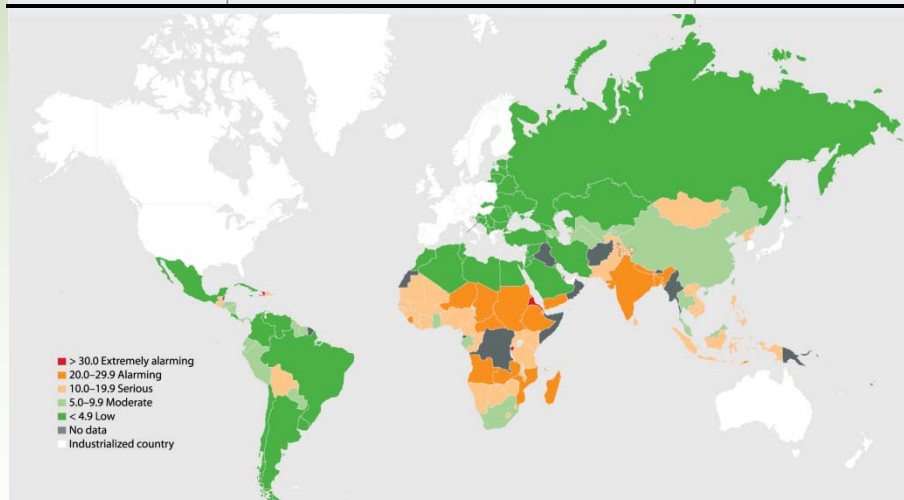 > 30.0 Extremely alarming
20.0–29.9 Alarming
10.0–19.9 Serious
5.0–9.9 Moderate
< 4.9 Low
No data
Industrialized country